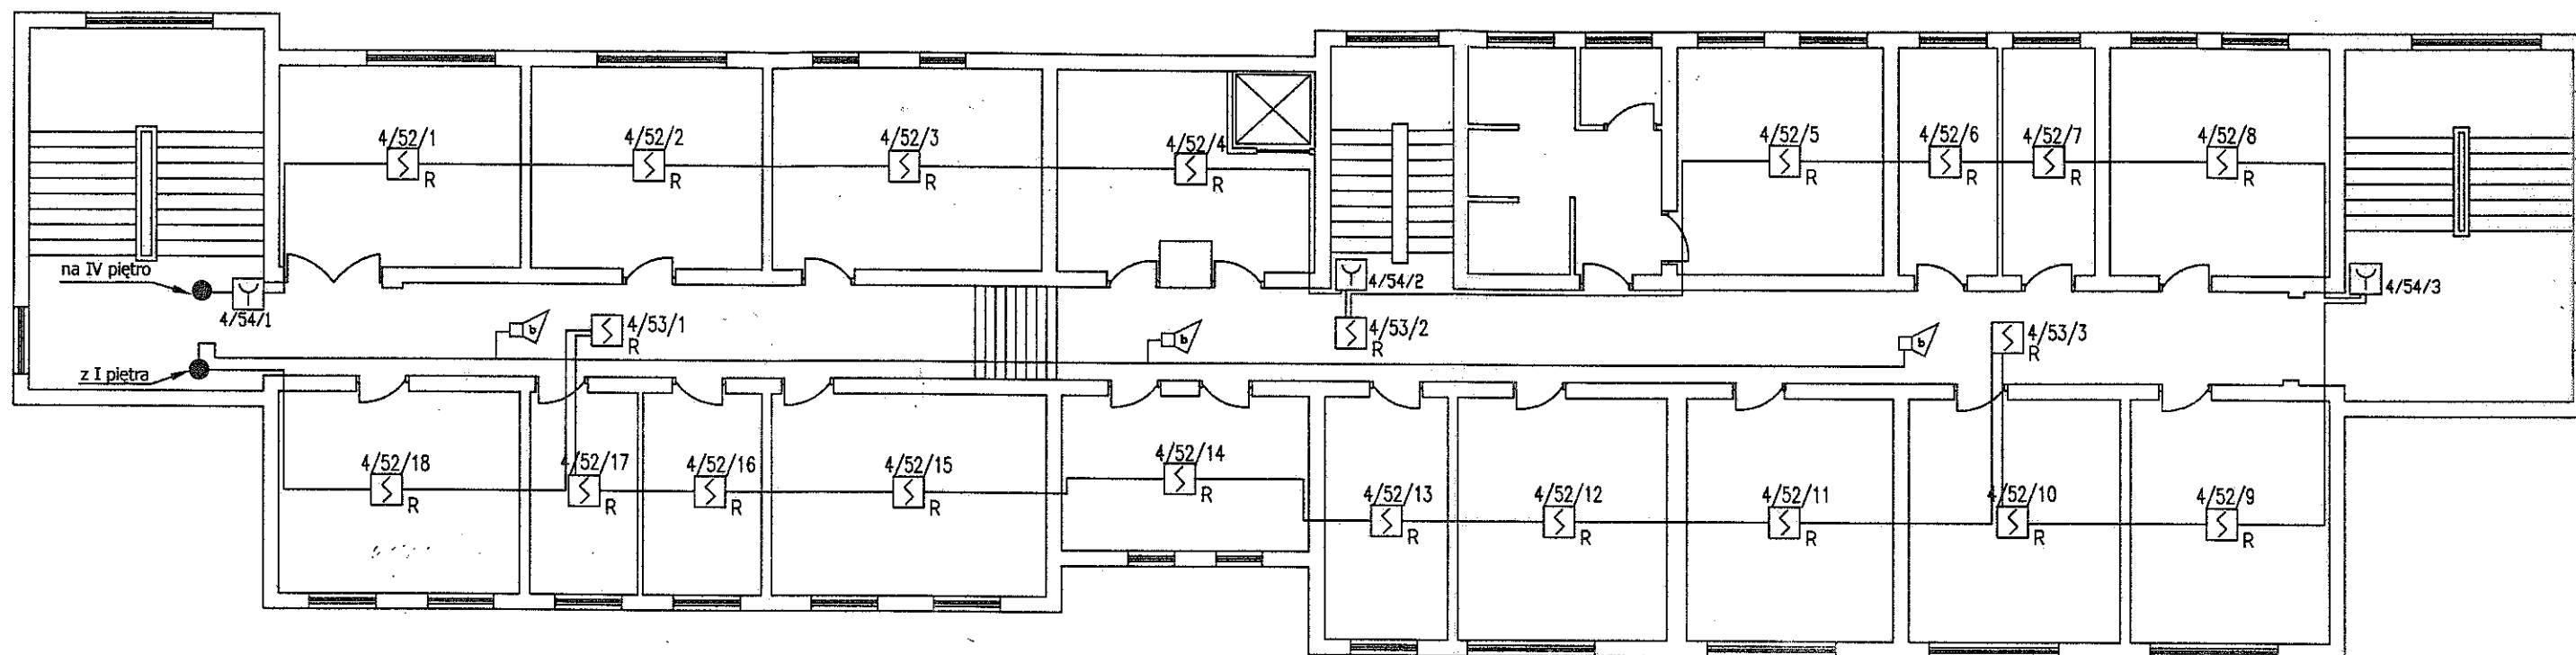 4/52/1
R
4/52/2
R
4/52/3
R
4/52/4
R
4/52/5
R
4/52/6
R
4/52/7
R
4/52/8
R
na IV piętro
4/54/1
4/54/2
4/54/3
b
4/53/1
R
b
4/53/2
R
b
4/53/3
R
z I piętra
4/52/18
R
4/52/17
R
4/52/16
R
4/52/15
R
4/52/14
R
4/52/13
R
4/52/12
R
4/52/11
R
4/52/10
R
4/52/9
R